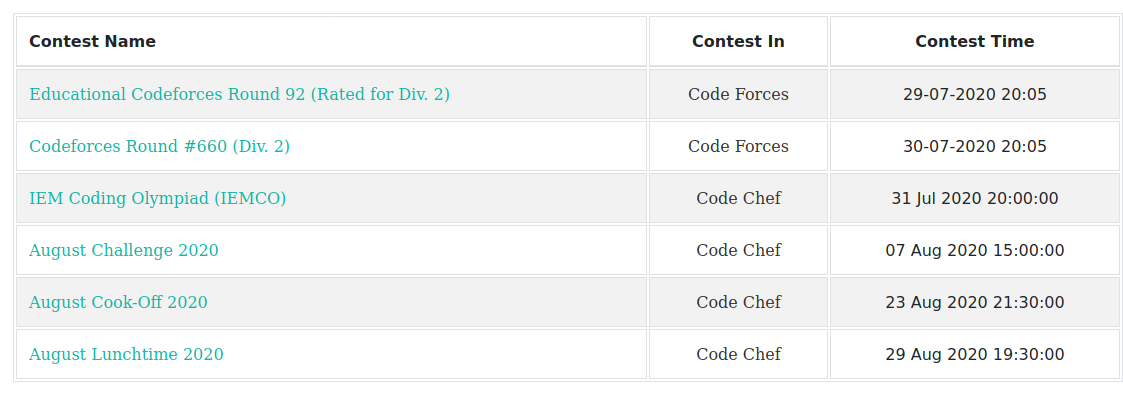 Contest Name Contest In Contest Time
Educational Codeforces Round 92 (Rated for Div. 2) Code Forces 29-07-2020 20:05
Codeforces Round #660 (Div. 2) Code Forces 30-07-2020 20:05
IEM Coding Olympiad (IEMCO) Code Chef 31 Jul 2020 20:00:00
August Challenge 2020 Code Chef 07 Aug 2020 15:00:00
August Cook-Off 2020 Code Chef 23 Aug 2020 21:30:00
August Lunchtime 2020 Code Chef 29 Aug 2020 19:30:00